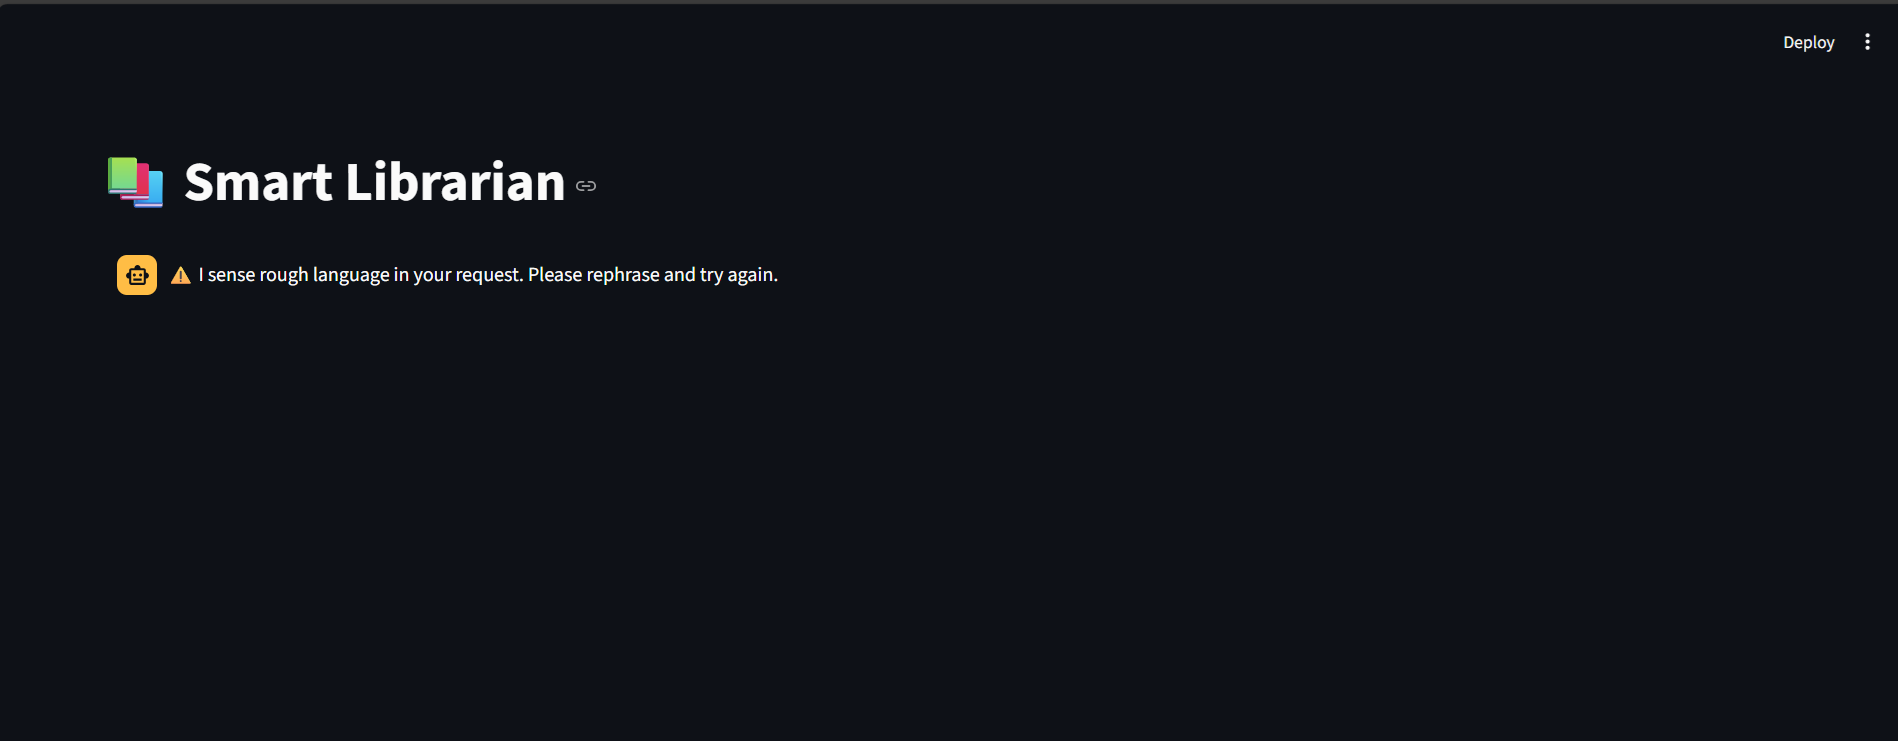 Deploy
Smart Librarian
I sense rough language in your request. Please rephrase and try again.